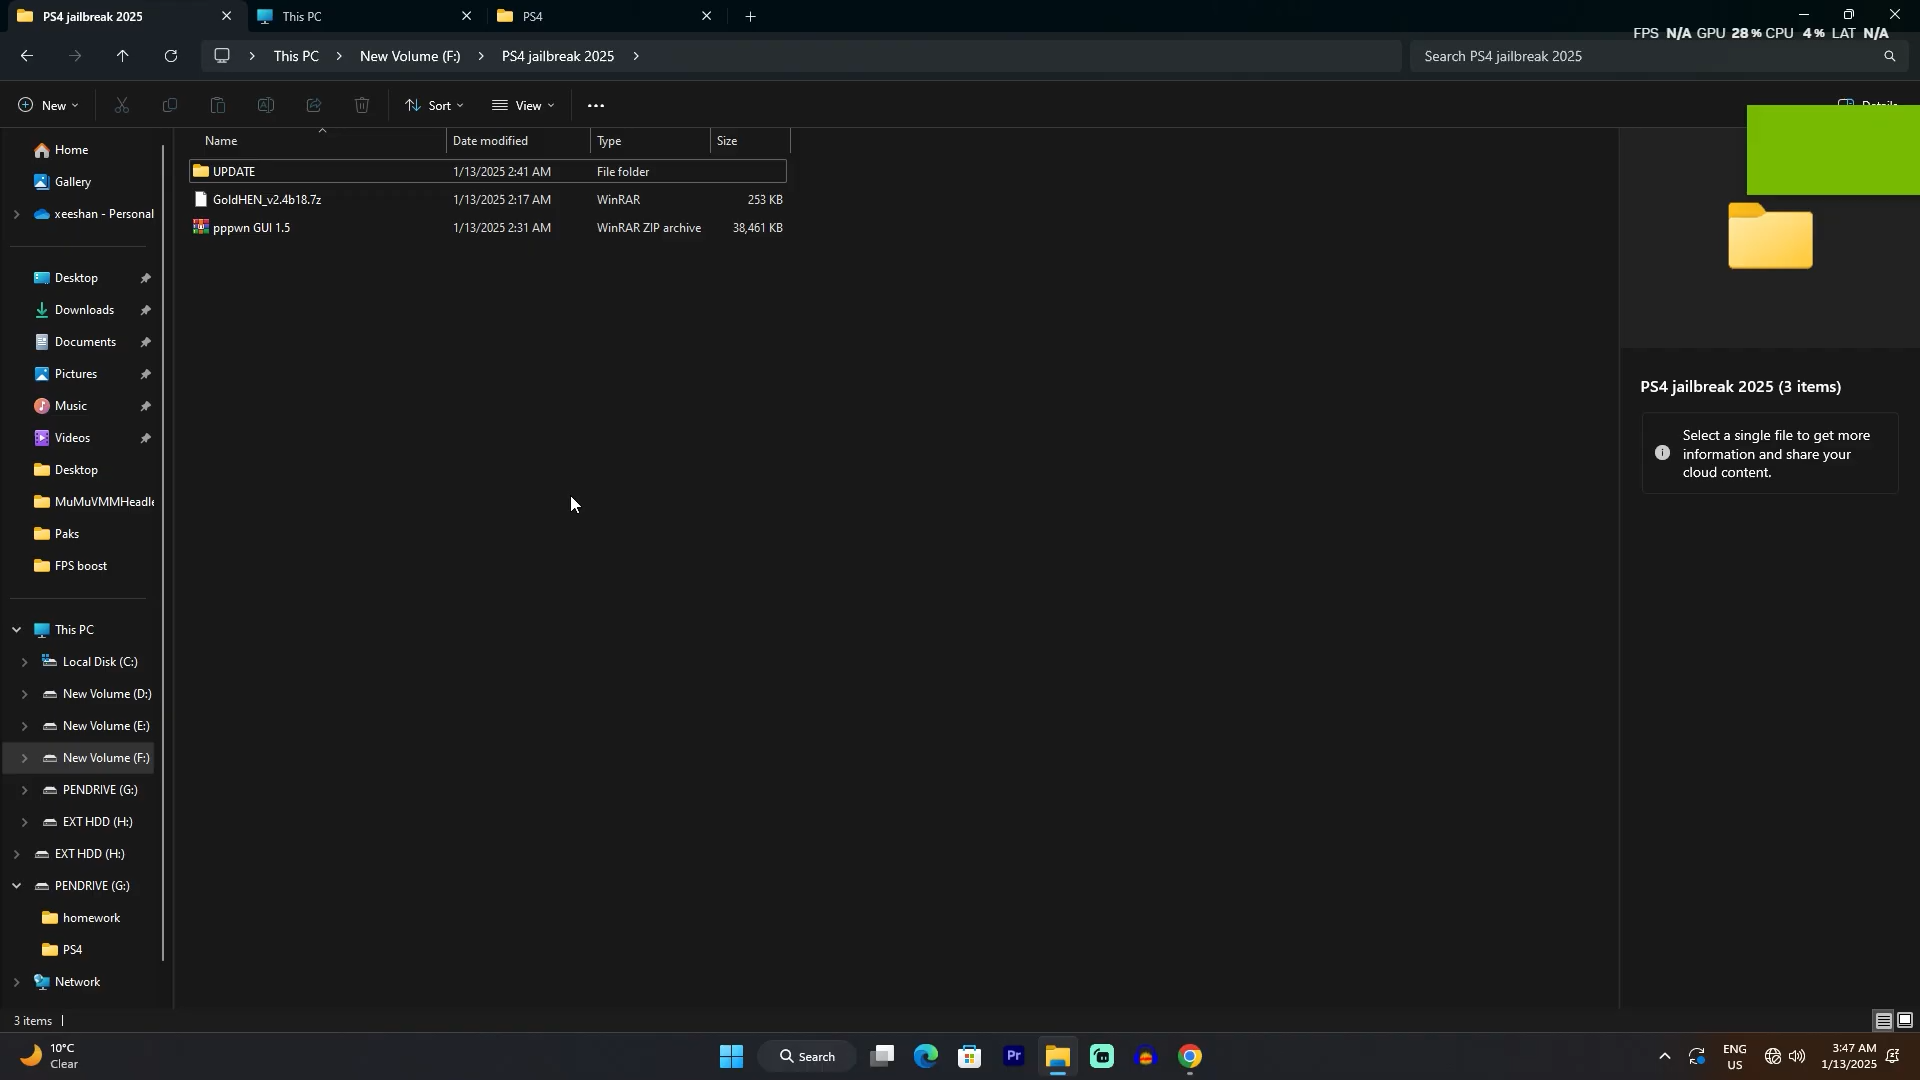 PS4 jailbreak 2025
This PC
PS4
FPS N/A GPU 28% CPU 4% LAT N/A
This PC
New Volume (F:)
PS4 jailbreak 2025
Search PS4 jailbreak 2025
New
Sort
View
Home
Gallery
xeeshan - Personal
Desktop
Downloads
Documents
Pictures
Music
Videos
Desktop
MuMuVMMHeadle
Paks
FPS boost
This PC
Local Disk (C:)
New Volume (D:)
New Volume (E:)
New Volume (F:)
PENDRIVE (G:)
EXT HDD (H:)
EXT HDD (H:)
PENDRIVE (G:)
homework
PS4
Network
Name Date modified Type Size
UPDATE 1/13/2025 2:41 AM File folder
GoldHEN_v2.4b18.7z 1/13/2025 2:17 AM WinRAR 253 KB
pppwn GUI 1.5 1/13/2025 2:31 AM WinRAR ZIP archive 38,461 KB
PS4 jailbreak 2025 (3 items)
Select a single file to get more
information and share your
cloud content.
3 items
10°C
Clear
Pr
Search
ENG
US
3:47 AM
1/13/2025